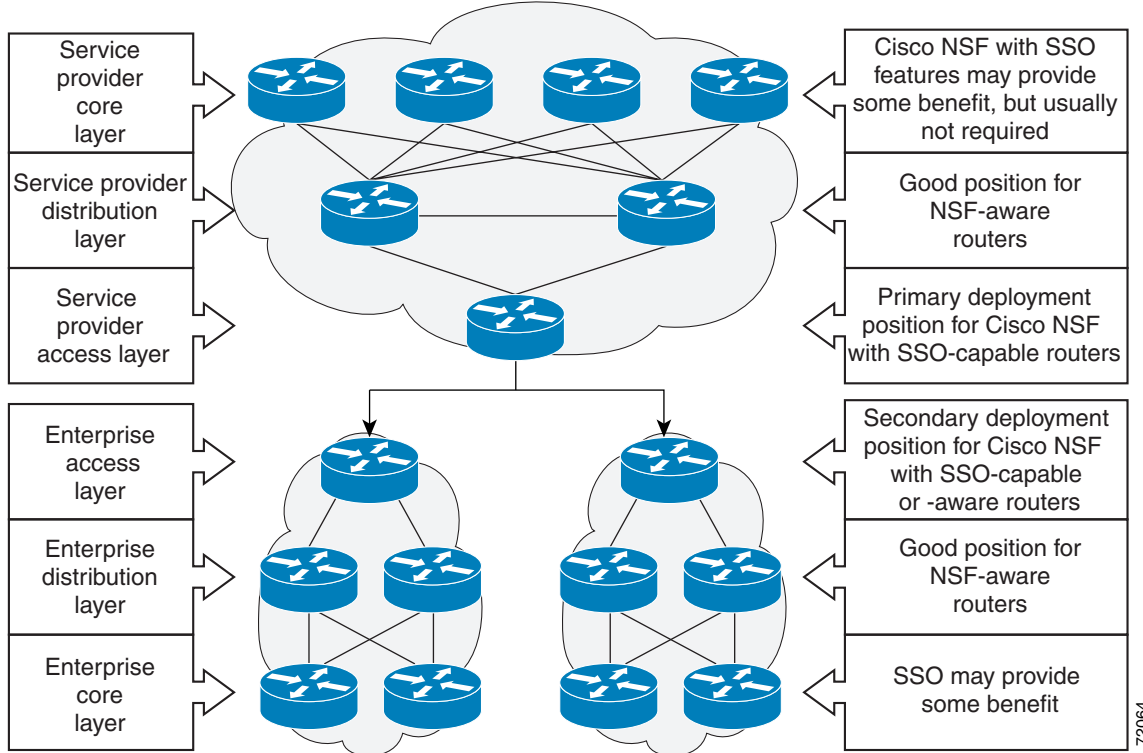 Service
provider
core
layer
Cisco NSF with SSO
features may provide
some benefit, but usually
not required
Service provider
distribution
layer
Good position for
NSF-aware
routers
Service
provider
access layer
Primary deployment
position for Cisco NSF
with SSO-capable routers
Enterprise
access
layer
Secondary deployment
position for Cisco NSF
with SSO-capable
or -aware routers
Enterprise
distribution
layer
Good position for
NSF-aware
routers
Enterprise
core
layer
SSO may provide
some benefit
72064